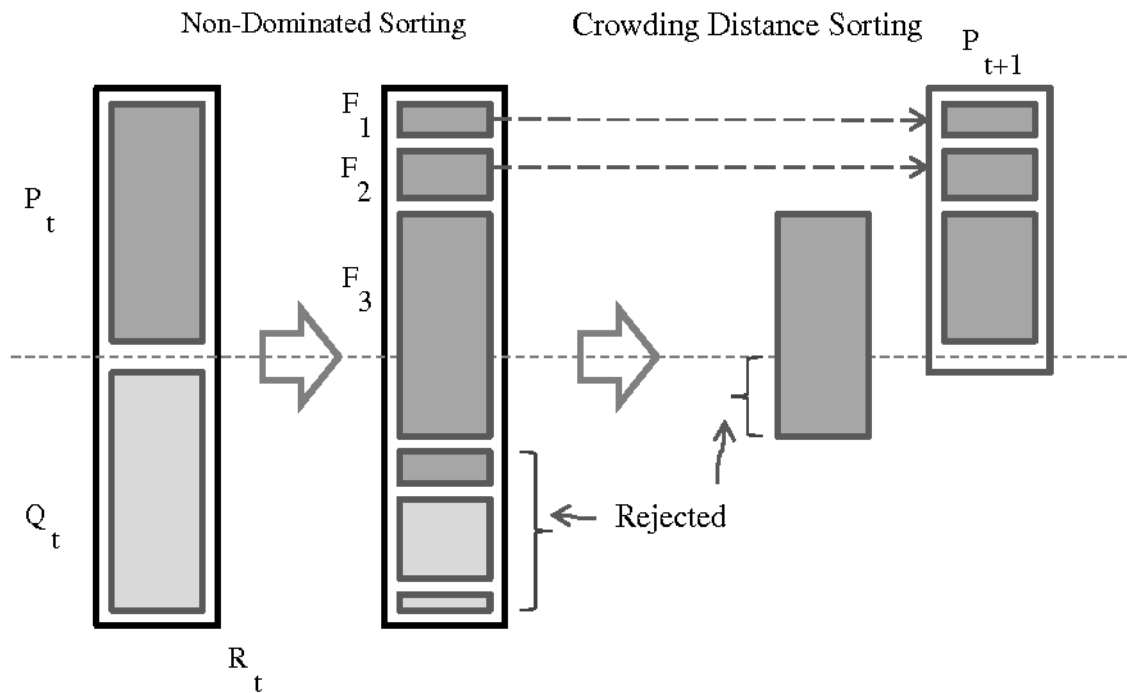 Non-Dominated Sorting
Crowding Distance Sorting
P t+1
F 1
F 2
P t
F 3
Q t
Rejected
R t